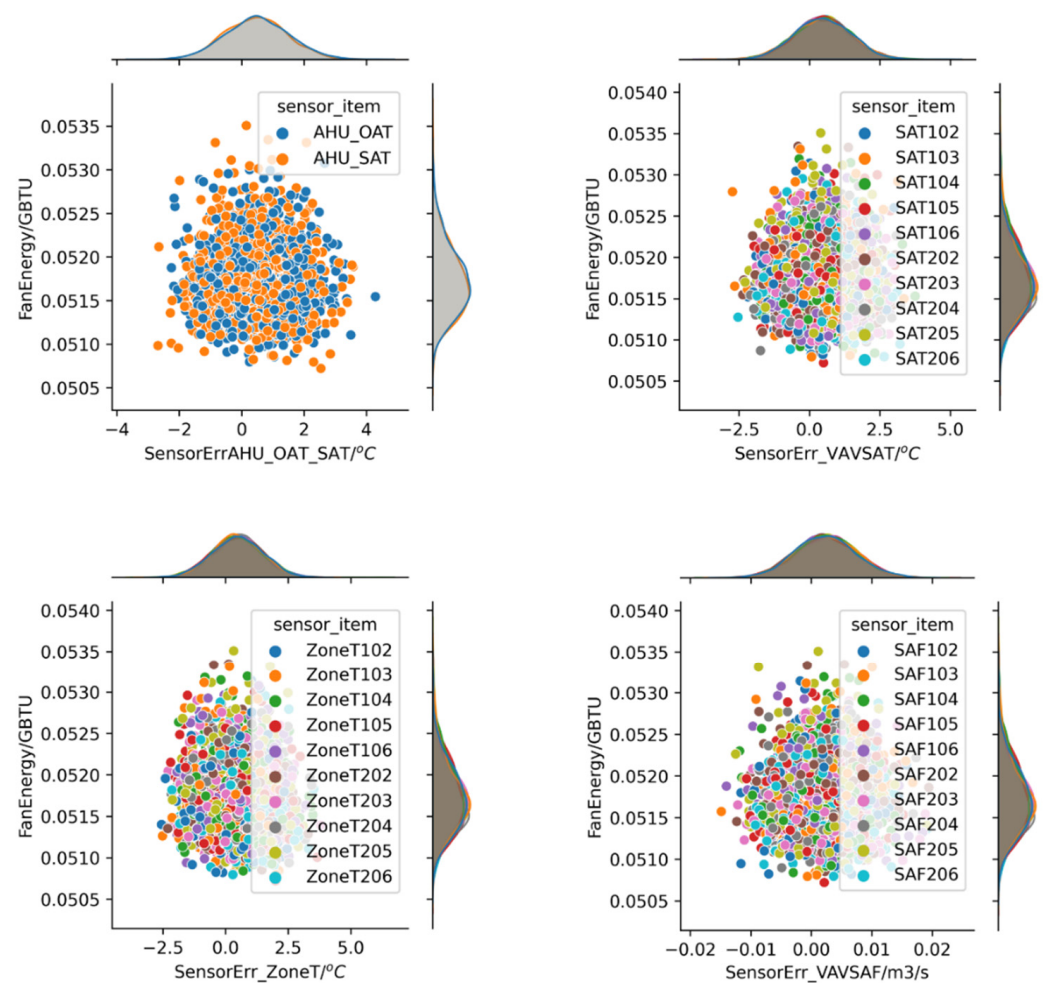 sensor_item
AHU_OAT
AHU_SAT
FanEnergy/GBTU
0.0535
0.0530
0.0525
0.0520
0.0515
0.0510
0.0505
−4 −2 0 2 4
SensorErrAHU_OAT_SAT/°C
sensor_item
SAT102
SAT103
SAT104
SAT105
SAT106
SAT202
SAT203
SAT204
SAT205
SAT206
FanEnergy/GBTU
0.0540
0.0535
0.0530
0.0525
0.0520
0.0515
0.0510
0.0505
−2.5 0.0 2.5 5.0
SensorErr_VAVSAT/°C
sensor_item
ZoneT102
ZoneT103
ZoneT104
ZoneT105
ZoneT106
ZoneT202
ZoneT203
ZoneT204
ZoneT205
ZoneT206
FanEnergy/GBTU
0.0540
0.0535
0.0530
0.0525
0.0520
0.0515
0.0510
0.0505
−2.5 0.0 2.5 5.0
SensorErr_ZoneT/°C
sensor_item
SAF102
SAF103
SAF104
SAF105
SAF106
SAF202
SAF203
SAF204
SAF205
SAF206
FanEnergy/GBTU
0.0540
0.0535
0.0530
0.0525
0.0520
0.0515
0.0510
0.0505
−0.02 −0.01 0.00 0.01 0.02
SensorErr_VAVSAF/m3/s